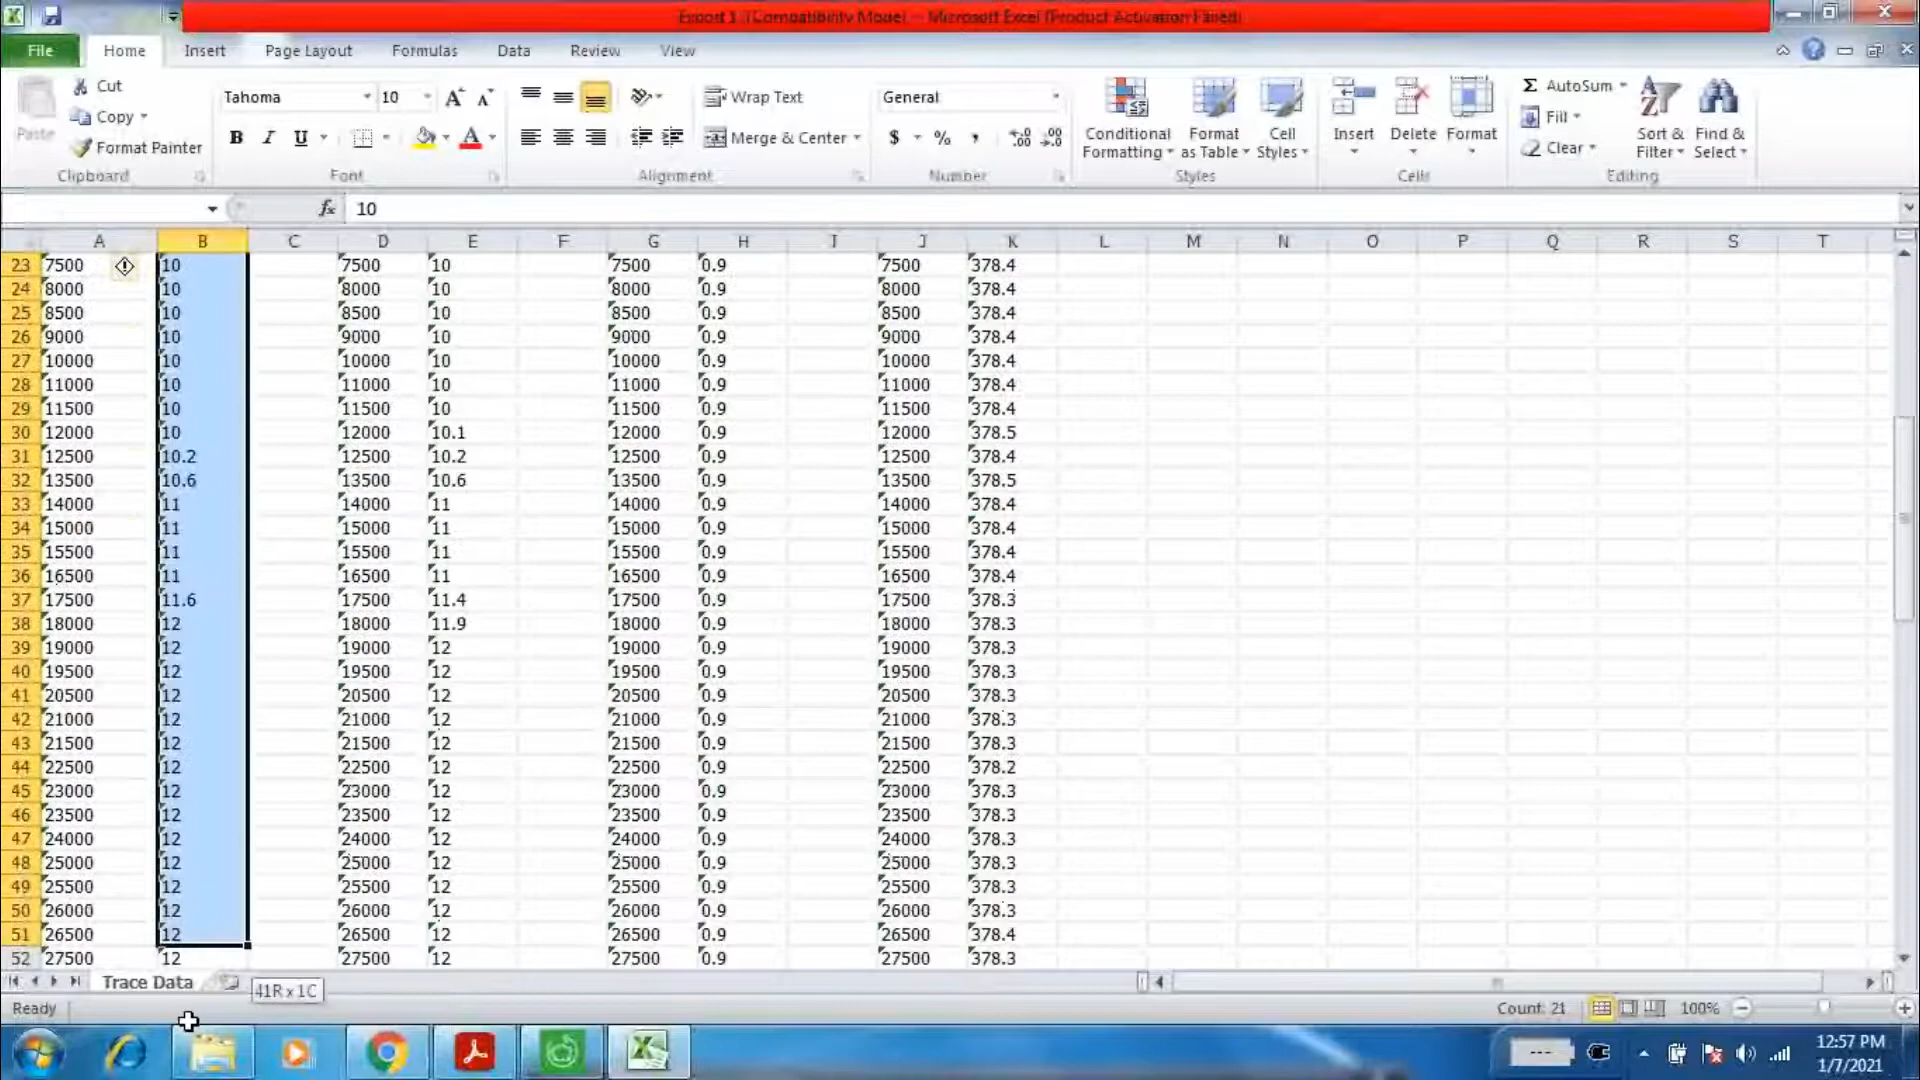 Export 1 [Compatibility Mode] - Microsoft Excel (Product Activation Failed)
File Home Insert Page Layout Formulas Data Review View
Paste Cut Copy Format Painter
Clipboard
Tahoma 10
B I U A
Font
Wrap Text
Merge & Center
Alignment
General
$ % ,
Number
Conditional Formatting Format as Table Cell Styles
Styles
Insert Delete Format
Cells
Σ AutoSum Fill Clear Sort & Filter Find & Select
Editing
fx 10
A B C D E F G H I J K L M N O P Q R S T
23 7500 10 7500 10 7500 0.9 7500 378.4
24 8000 10 8000 10 8000 0.9 8000 378.4
25 8500 10 8500 10 8500 0.9 8500 378.4
26 9000 10 9000 10 9000 0.9 9000 378.4
27 10000 10 10000 10 10000 0.9 10000 378.4
28 11000 10 11000 10 11000 0.9 11000 378.4
29 11500 10 11500 10 11500 0.9 11500 378.4
30 12000 10 12000 10.1 12000 0.9 12000 378.5
31 12500 10.2 12500 10.2 12500 0.9 12500 378.4
32 13500 10.6 13500 10.6 13500 0.9 13500 378.5
33 14000 11 14000 11 14000 0.9 14000 378.4
34 15000 11 15000 11 15000 0.9 15000 378.4
35 15500 11 15500 11 15500 0.9 15500 378.4
36 16500 11 16500 11 16500 0.9 16500 378.4
37 17500 11.6 17500 11.4 17500 0.9 17500 378.3
38 18000 12 18000 11.9 18000 0.9 18000 378.3
39 19000 12 19000 12 19000 0.9 19000 378.3
40 19500 12 19500 12 19500 0.9 19500 378.3
41 20500 12 20500 12 20500 0.9 20500 378.3
42 21000 12 21000 12 21000 0.9 21000 378.3
43 21500 12 21500 12 21500 0.9 21500 378.3
44 22500 12 22500 12 22500 0.9 22500 378.2
45 23000 12 23000 12 23000 0.9 23000 378.3
46 23500 12 23500 12 23500 0.9 23500 378.3
47 24000 12 24000 12 24000 0.9 24000 378.3
48 25000 12 25000 12 25000 0.9 25000 378.3
49 25500 12 25500 12 25500 0.9 25500 378.3
50 26000 12 26000 12 26000 0.9 26000 378.3
51 26500 12 26500 12 26500 0.9 26500 378.4
52 27500 12 27500 12 27500 0.9 27500 378.3
Trace Data
41R x 1C
Ready Count: 21 100%
12:57 PM
1/7/2021